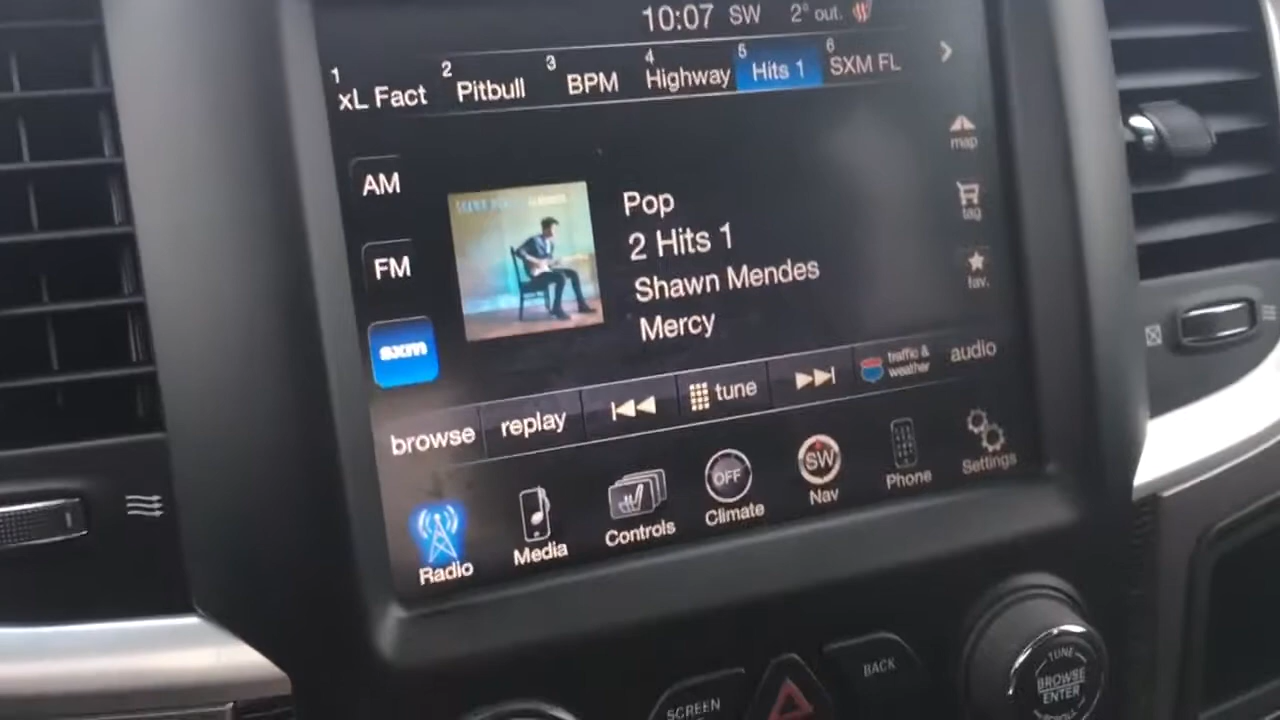 10:07 SW 2° out.
1 xL Fact 2 Pitbull 3 BPM 4 Highway 5 Hits 1 6 SXM FL
map
AM
Pop
tag
2 Hits 1
FM
Shawn Mendes
fav.
Mercy
sxm
browse replay tune traffic & weather audio
OFF SW
Radio Media Controls Climate Nav Phone Settings
SCREEN BACK TUNE
BROWSE
ENTER